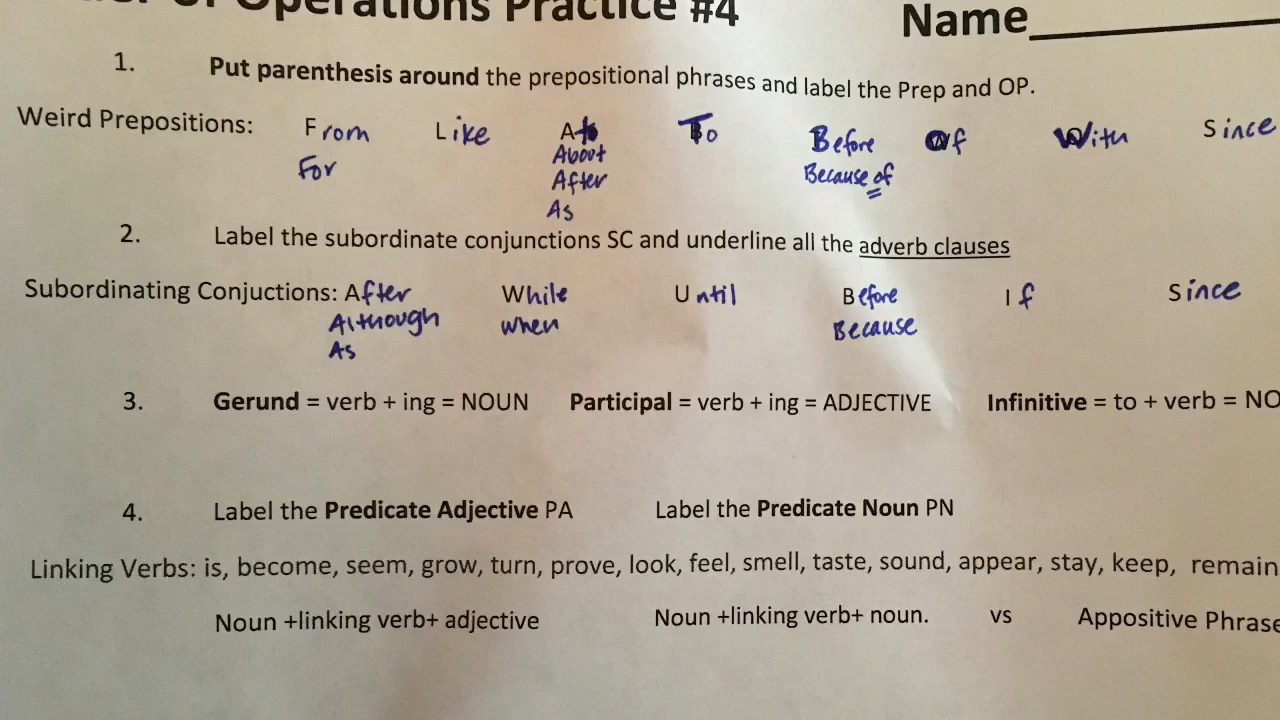 Operations Practice #4 Name
1. Put parenthesis around the prepositional phrases and label the Prep and OP.
Weird Prepositions: From Like At To Before Of With Since
For About Because of
After
As
2. Label the subordinate conjunctions SC and underline all the adverb clauses
Subordinating Conjuctions: After While Until Before If Since
Although When Because
As
3. Gerund = verb + ing = NOUN Participal = verb + ing = ADJECTIVE Infinitive = to + verb = NO
4. Label the Predicate Adjective PA Label the Predicate Noun PN
Linking Verbs: is, become, seem, grow, turn, prove, look, feel, smell, taste, sound, appear, stay, keep, remain
Noun +linking verb+ adjective Noun +linking verb+ noun. vs Appositive Phrase